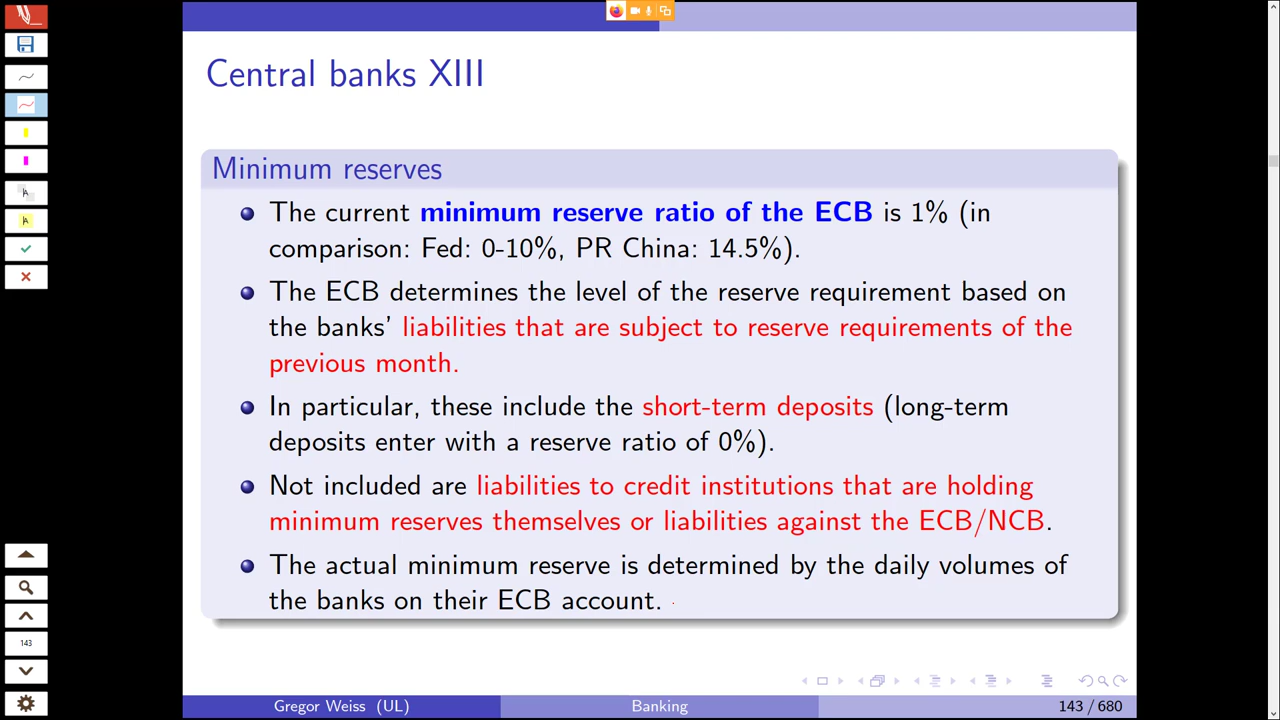 Central banks XIII
Minimum reserves
The current minimum reserve ratio of the ECB is 1% (in
comparison: Fed: 0-10%, PR China: 14.5%).
The ECB determines the level of the reserve requirement based on
the banks' liabilities that are subject to reserve requirements of the
previous month.
In particular, these include the short-term deposits (long-term
deposits enter with a reserve ratio of 0%).
Not included are liabilities to credit institutions that are holding
minimum reserves themselves or liabilities against the ECB/NCB.
The actual minimum reserve is determined by the daily volumes of
the banks on their ECB account.
143
Gregor Weiss (UL) Banking 143 / 680